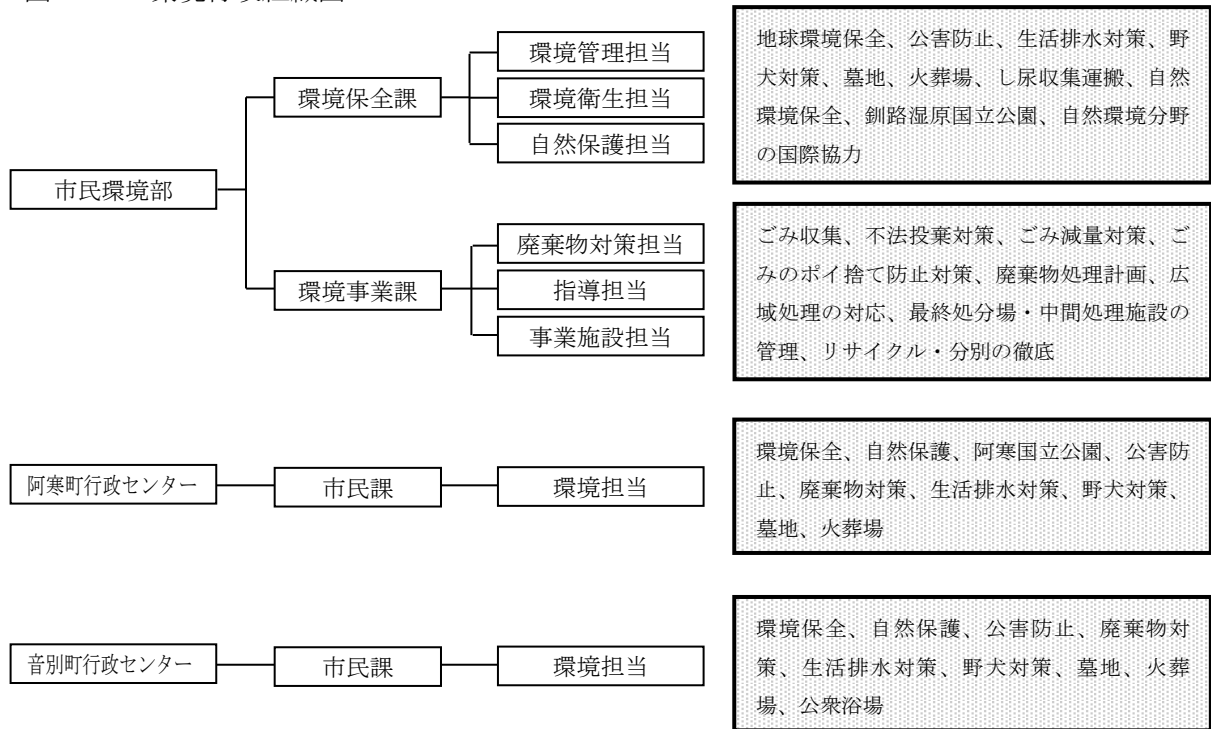 環境管理担当
環境保全課
環境衛生担当
自然保護担当
地球環境保全、公害防止、生活排水対策、野
犬対策、墓地、火葬場、し尿収集運搬、自然
環境保全、釧路湿原国立公園、自然環境分野
の国際協力
市民環境部
廃棄物対策担当
環境事業課
指導担当
事業施設担当
ごみ収集、不法投棄対策、ごみ減量対策、ご
みのポイ捨て防止対策、廃棄物処理計画、広
域処理の対応、最終処分場・中間処理施設の
管理、リサイクル・分別の徹底
阿寒町行政センター
市民課
環境担当
環境保全、自然保護、阿寒国立公園、公害防
止、廃棄物対策、生活排水対策、野犬対策、
墓地、火葬場
音別町行政センター
市民課
環境担当
環境保全、自然保護、公害防止、廃棄物対
策、生活排水対策、野犬対策、墓地、火葬
場、公衆浴場